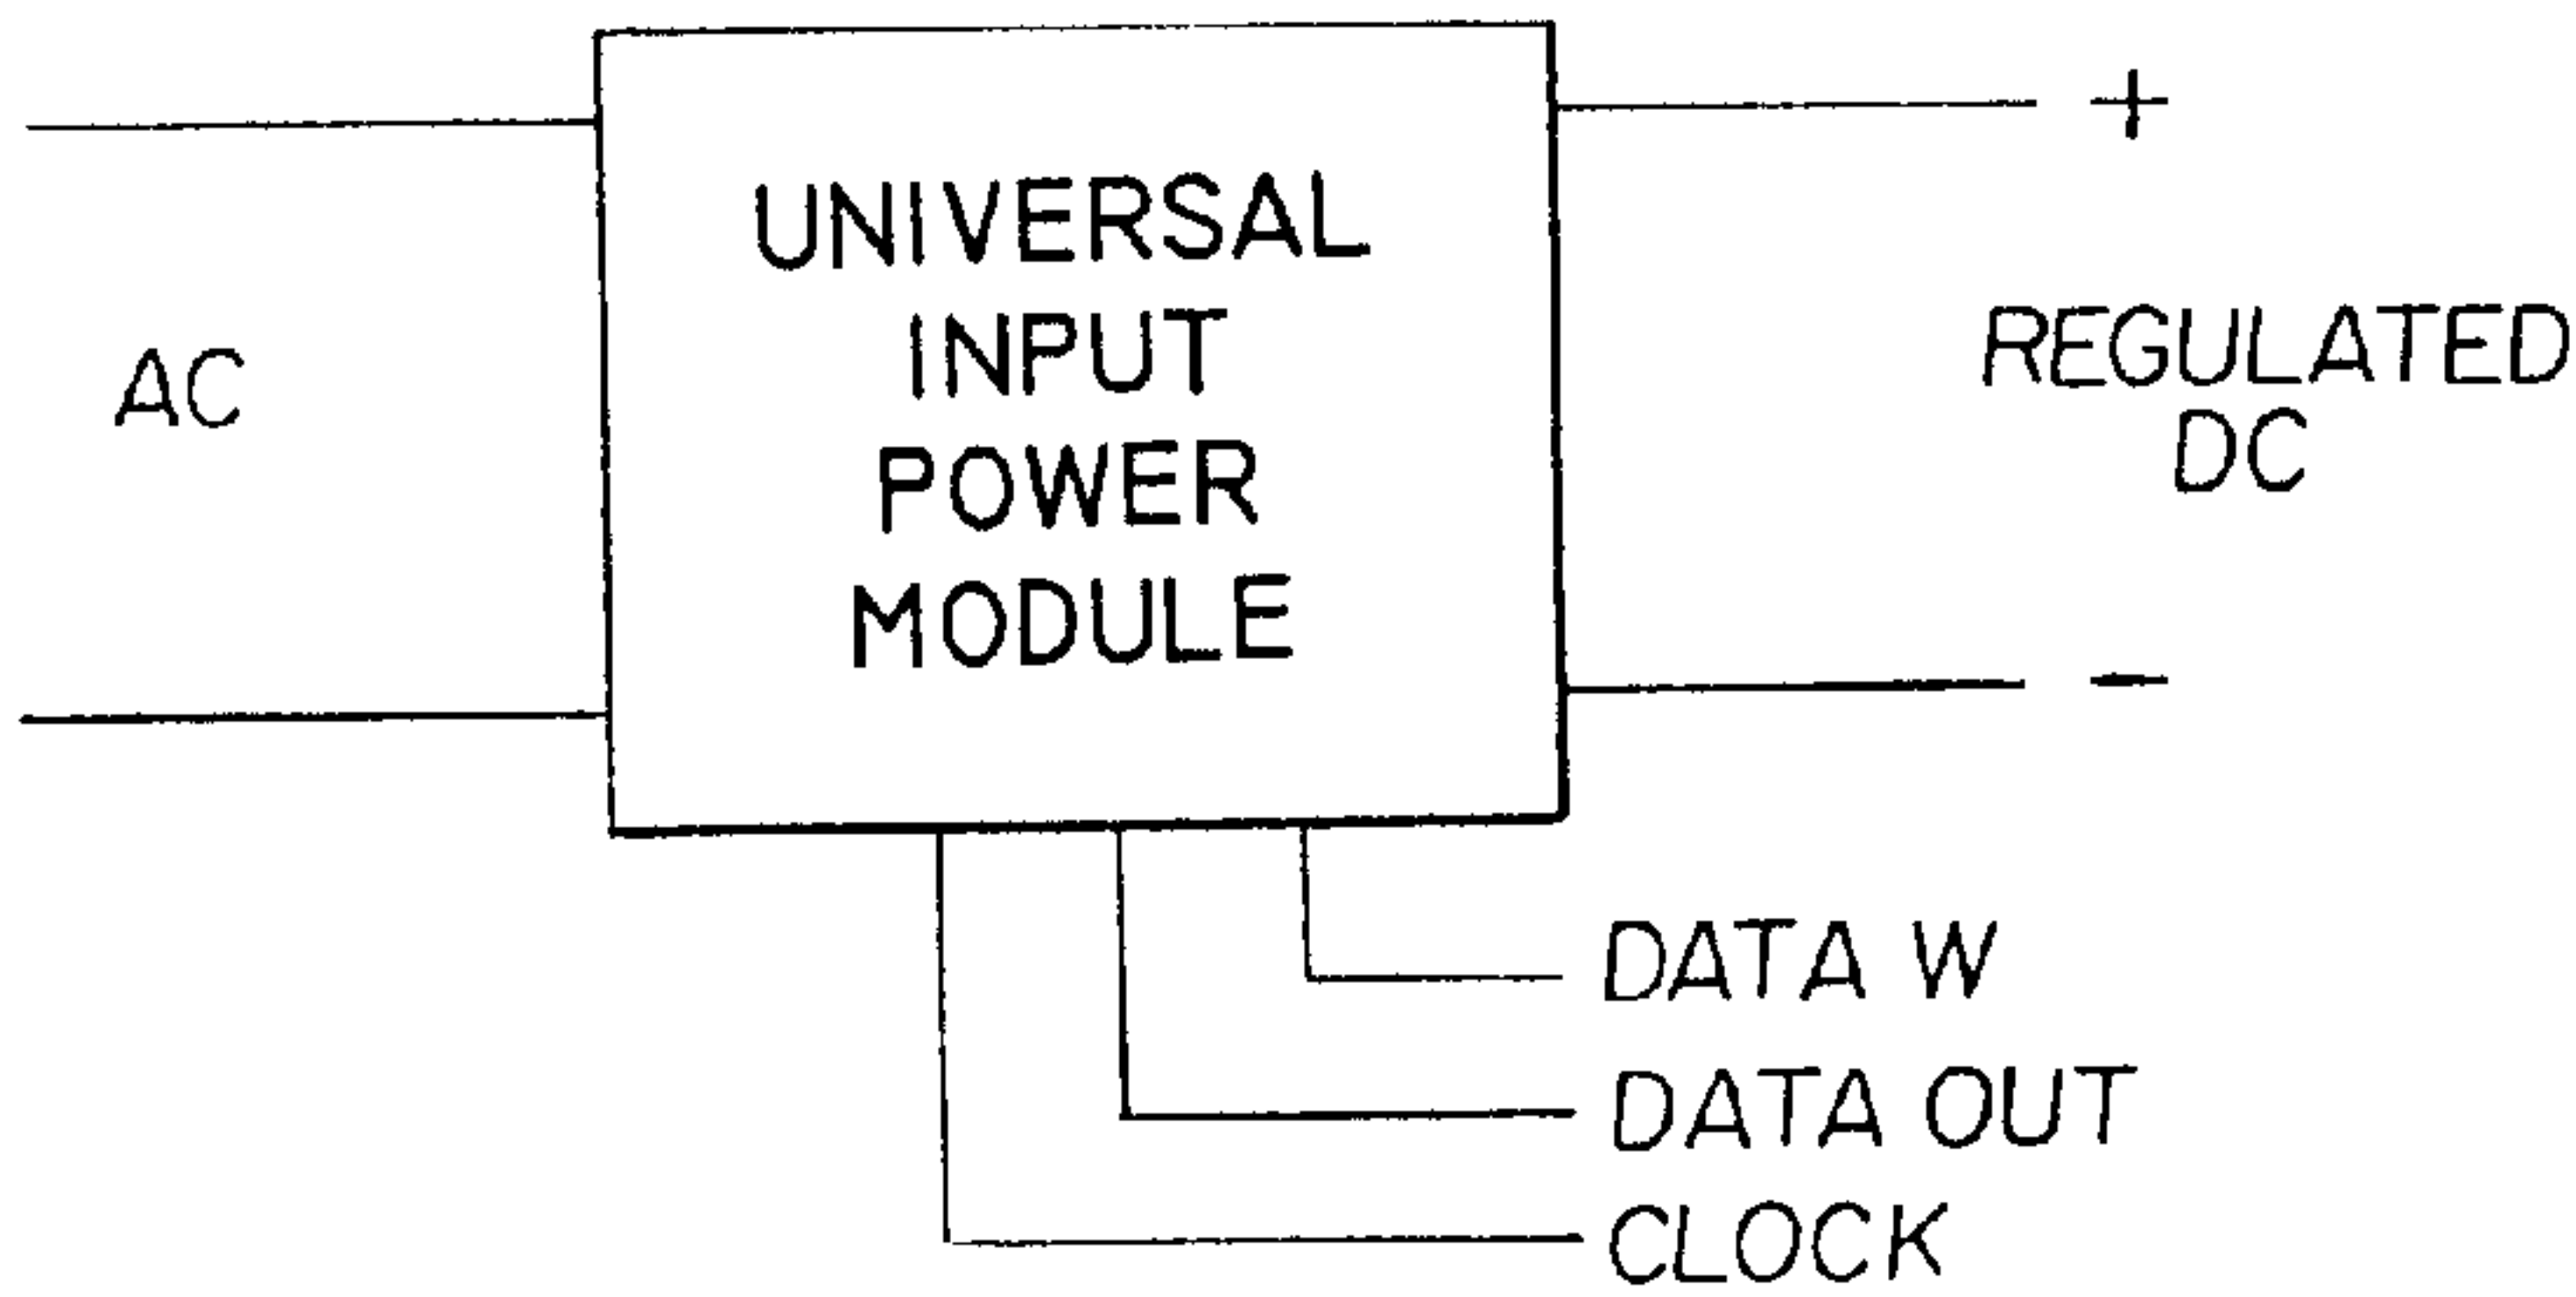 AC
UNIVERSAL
INPUT
POWER
MODULE
+
REGULATED
DC
-
DATA W
DATA OUT
CLOCK